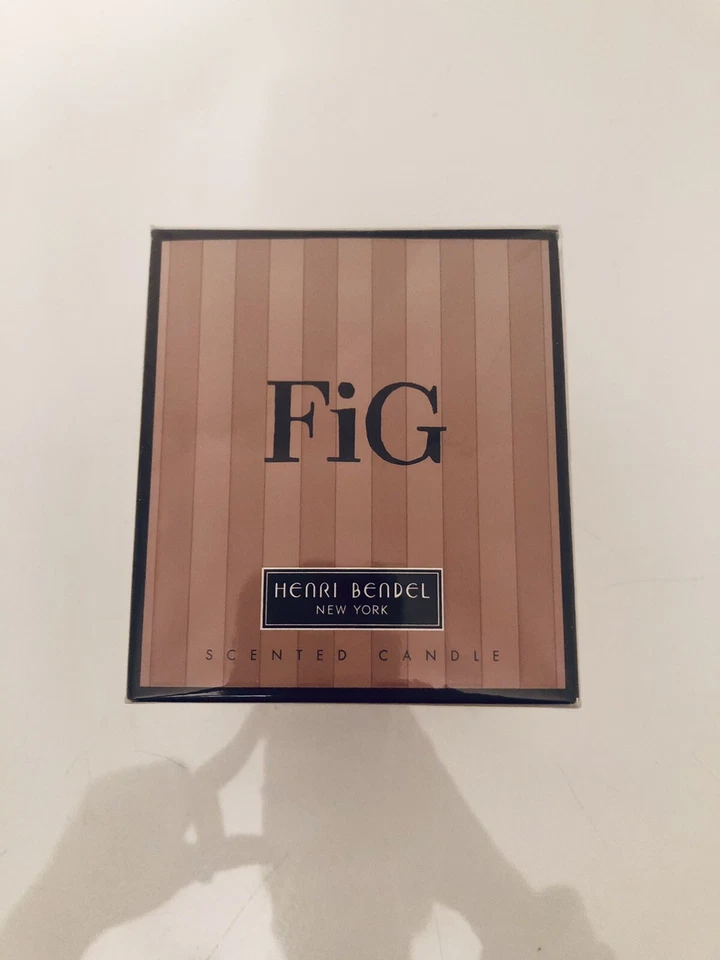 FiG
HENRI BENDEL
NEW YORK
SCENTED CANDLE